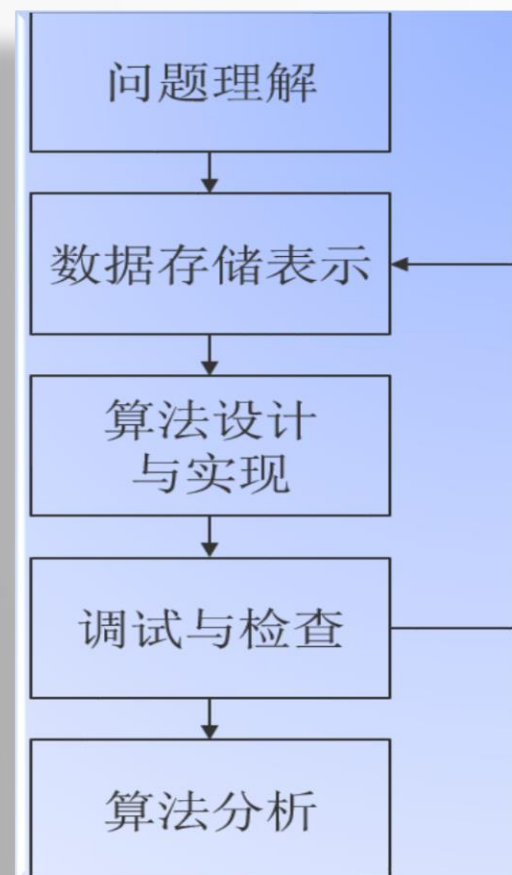 问题理解
数据存储表示
算法设计
与实现
调试与检查
算法分析